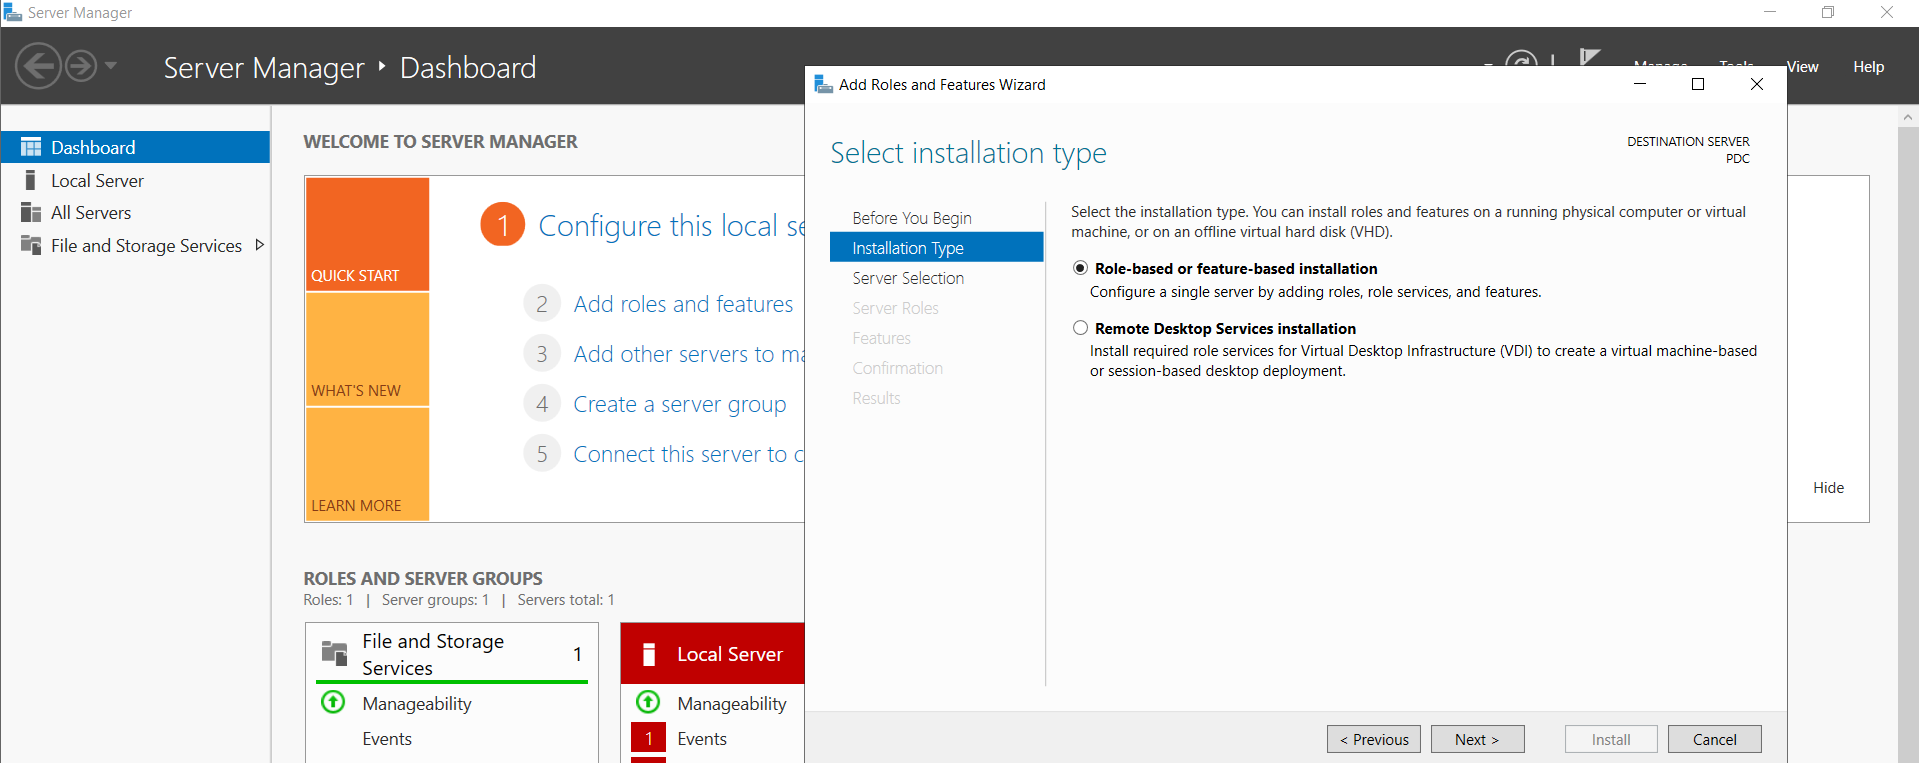 Server Manager
Server Manager
Dashboard
Manage
Tools
View
Help
Dashboard
Local Server
All Servers
File and Storage Services
WELCOME TO SERVER MANAGER
QUICK START
WHAT'S NEW
LEARN MORE
1 Configure this local se
2 Add roles and features
3 Add other servers to ma
4 Create a server group
5 Connect this server to c
Hide
ROLES AND SERVER GROUPS
Roles: 1 | Server groups: 1 | Servers total: 1
File and Storage
Services
1
Manageability
Events
Local Server
Manageability
1 Events
Add Roles and Features Wizard
Select installation type
DESTINATION SERVER
PDC
Before You Begin
Installation Type
Server Selection
Server Roles
Features
Confirmation
Results
Select the installation type. You can install roles and features on a running physical computer or virtual
machine, or on an offline virtual hard disk (VHD).
Role-based or feature-based installation
Configure a single server by adding roles, role services, and features.
Remote Desktop Services installation
Install required role services for Virtual Desktop Infrastructure (VDI) to create a virtual machine-based
or session-based desktop deployment.
< Previous
Next >
Install
Cancel